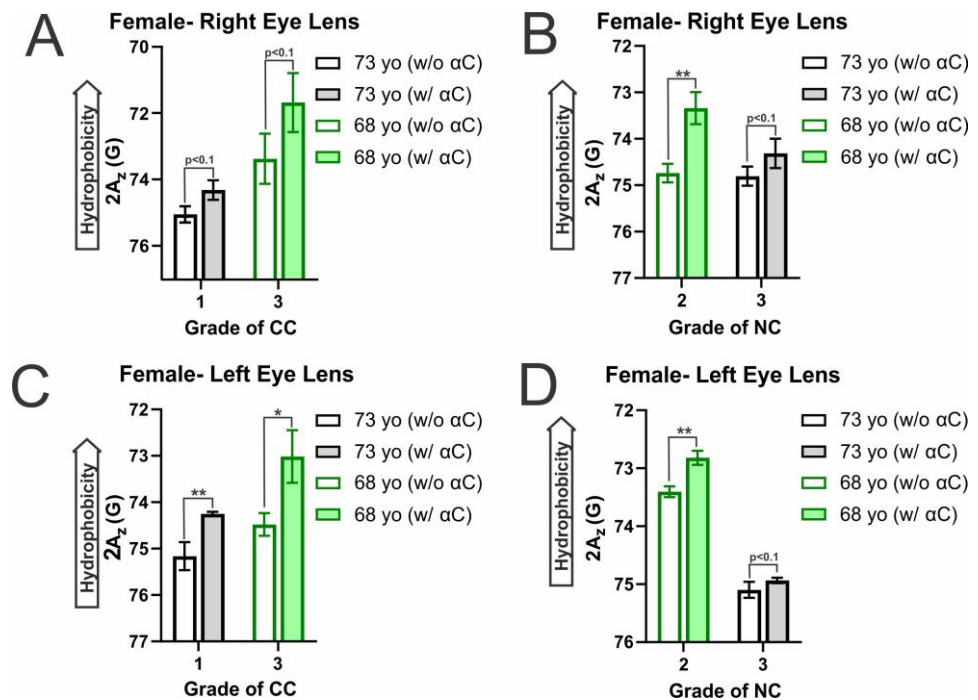 A
Female- Right Eye Lens
Hydrophobicity
2Az (G)
70
72
74
76
p<0.1
p<0.1
1
3
Grade of CC
73 yo (w/o αC)
73 yo (w/ αC)
68 yo (w/o αC)
68 yo (w/ αC)
B
Female- Right Eye Lens
Hydrophobicity
2Az (G)
72
73
74
75
76
77
**
p<0.1
2
3
Grade of NC
73 yo (w/o αC)
73 yo (w/ αC)
68 yo (w/o αC)
68 yo (w/ αC)
C
Female- Left Eye Lens
Hydrophobicity
2Az (G)
72
73
74
75
76
77
**
*
1
3
Grade of CC
73 yo (w/o αC)
73 yo (w/ αC)
68 yo (w/o αC)
68 yo (w/ αC)
D
Female- Left Eye Lens
Hydrophobicity
2Az (G)
72
73
74
75
76
**
p<0.1
2
3
Grade of NC
73 yo (w/o αC)
73 yo (w/ αC)
68 yo (w/o αC)
68 yo (w/ αC)